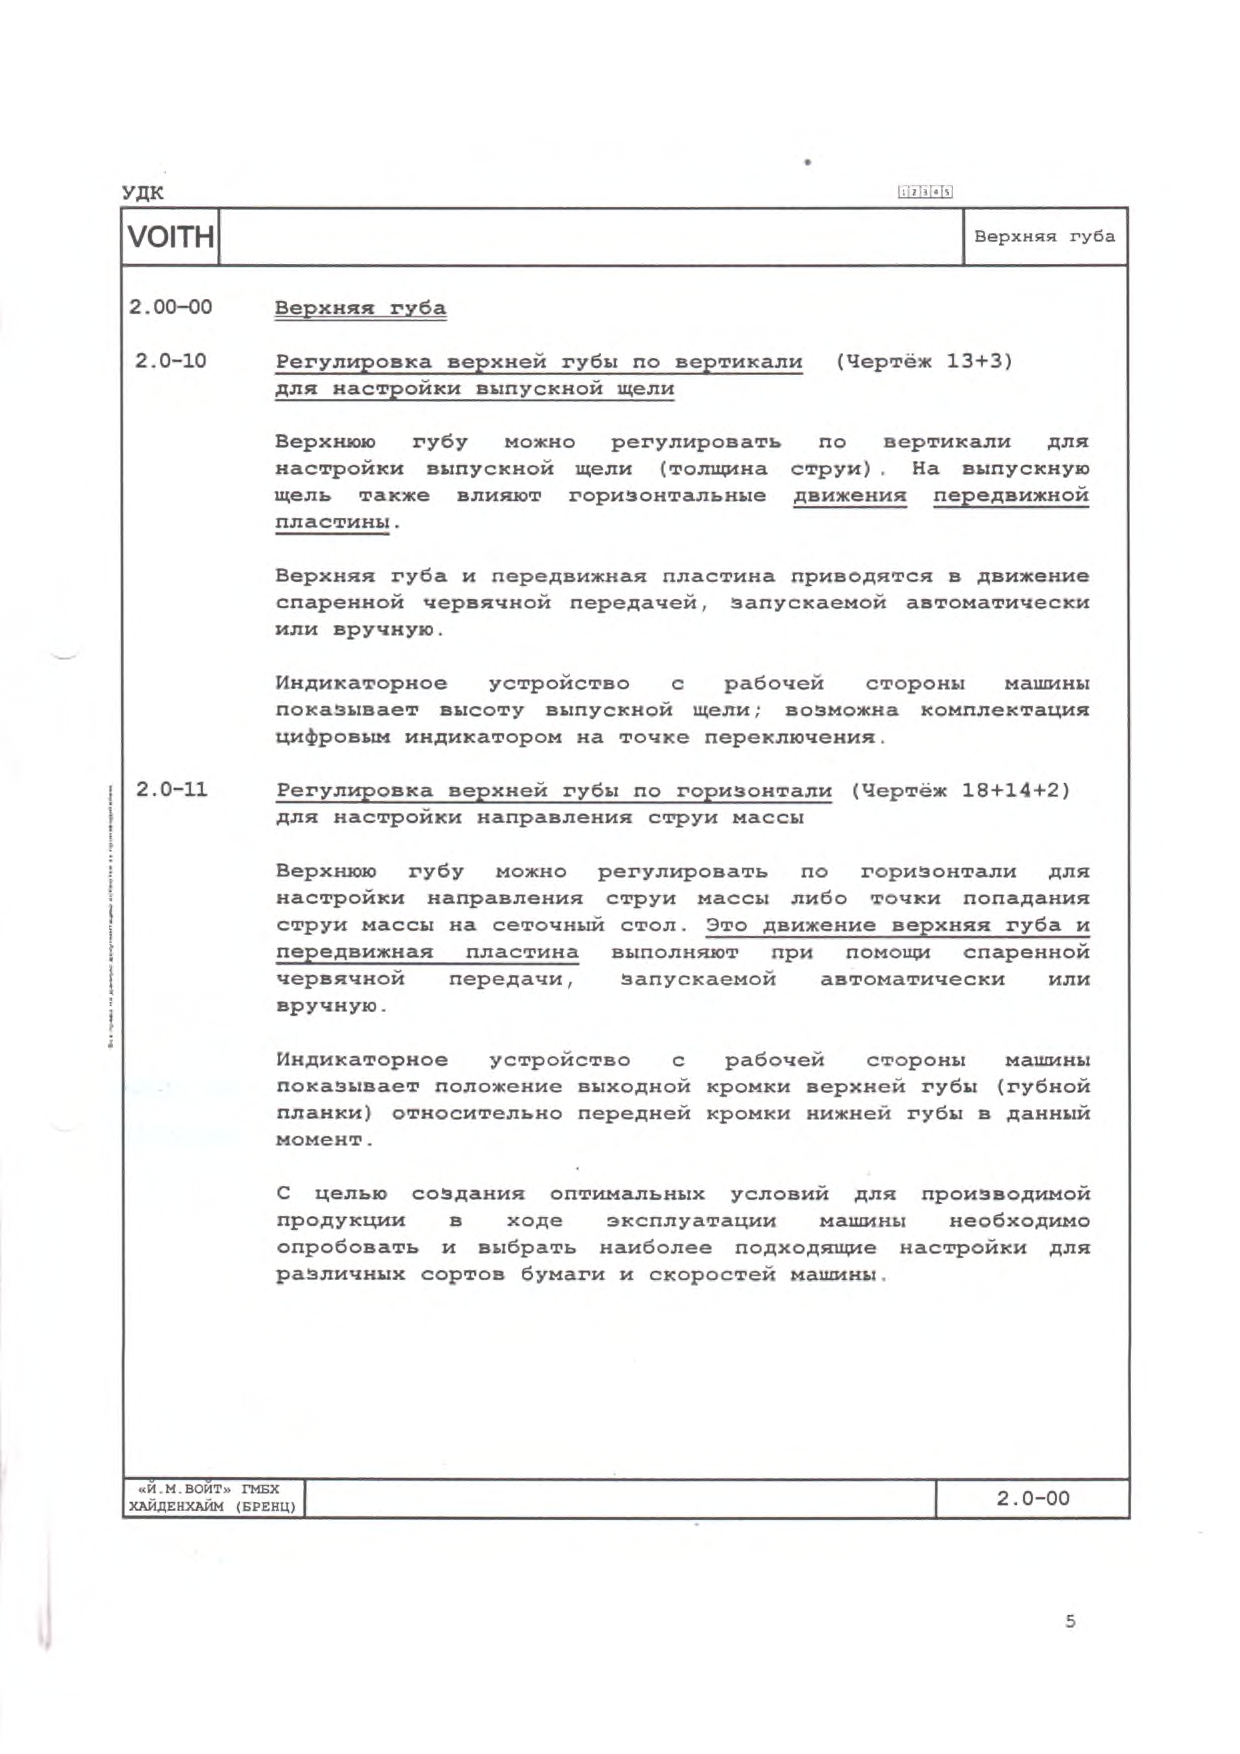 УДК
1 2 3 4 5
VOITH
Верхняя губа
2.00-00 Верхняя губа
2.0-10 Регулировка верхней губы по вертикали (Чертёж 13+3)
для настройки выпускной щели
Верхнюю губу можно регулировать по вертикали для
настройки выпускной щели (толщина струи). На выпускную
щель также влияют горизонтальные движения передвижной
пластины.
Верхняя губа и передвижная пластина приводятся в движение
спаренной червячной передачей, запускаемой автоматически
или вручную.
Индикаторное устройство с рабочей стороны машины
показывает высоту выпускной щели; возможна комплектация
цифровым индикатором на точке переключения.
2.0-11 Регулировка верхней губы по горизонтали (Чертёж 18+14+2)
для настройки направления струи массы
Верхнюю губу можно регулировать по горизонтали для
настройки направления струи массы либо точки попадания
струи массы на сеточный стол. Это движение верхняя губа и
передвижная пластина выполняют при помощи спаренной
червячной передачи, запускаемой автоматически или
вручную.
Индикаторное устройство с рабочей стороны машины
показывает положение выходной кромки верхней губы (губной
планки) относительно передней кромки нижней губы в данный
момент.
С целью создания оптимальных условий для производимой
продукции в ходе эксплуатации машины необходимо
опробовать и выбрать наиболее подходящие настройки для
различных сортов бумаги и скоростей машины.
«Й.М.ВОЙТ» ГМБХ
ХАЙДЕНХАЙМ (БРЕНЦ)
2.0-00
5